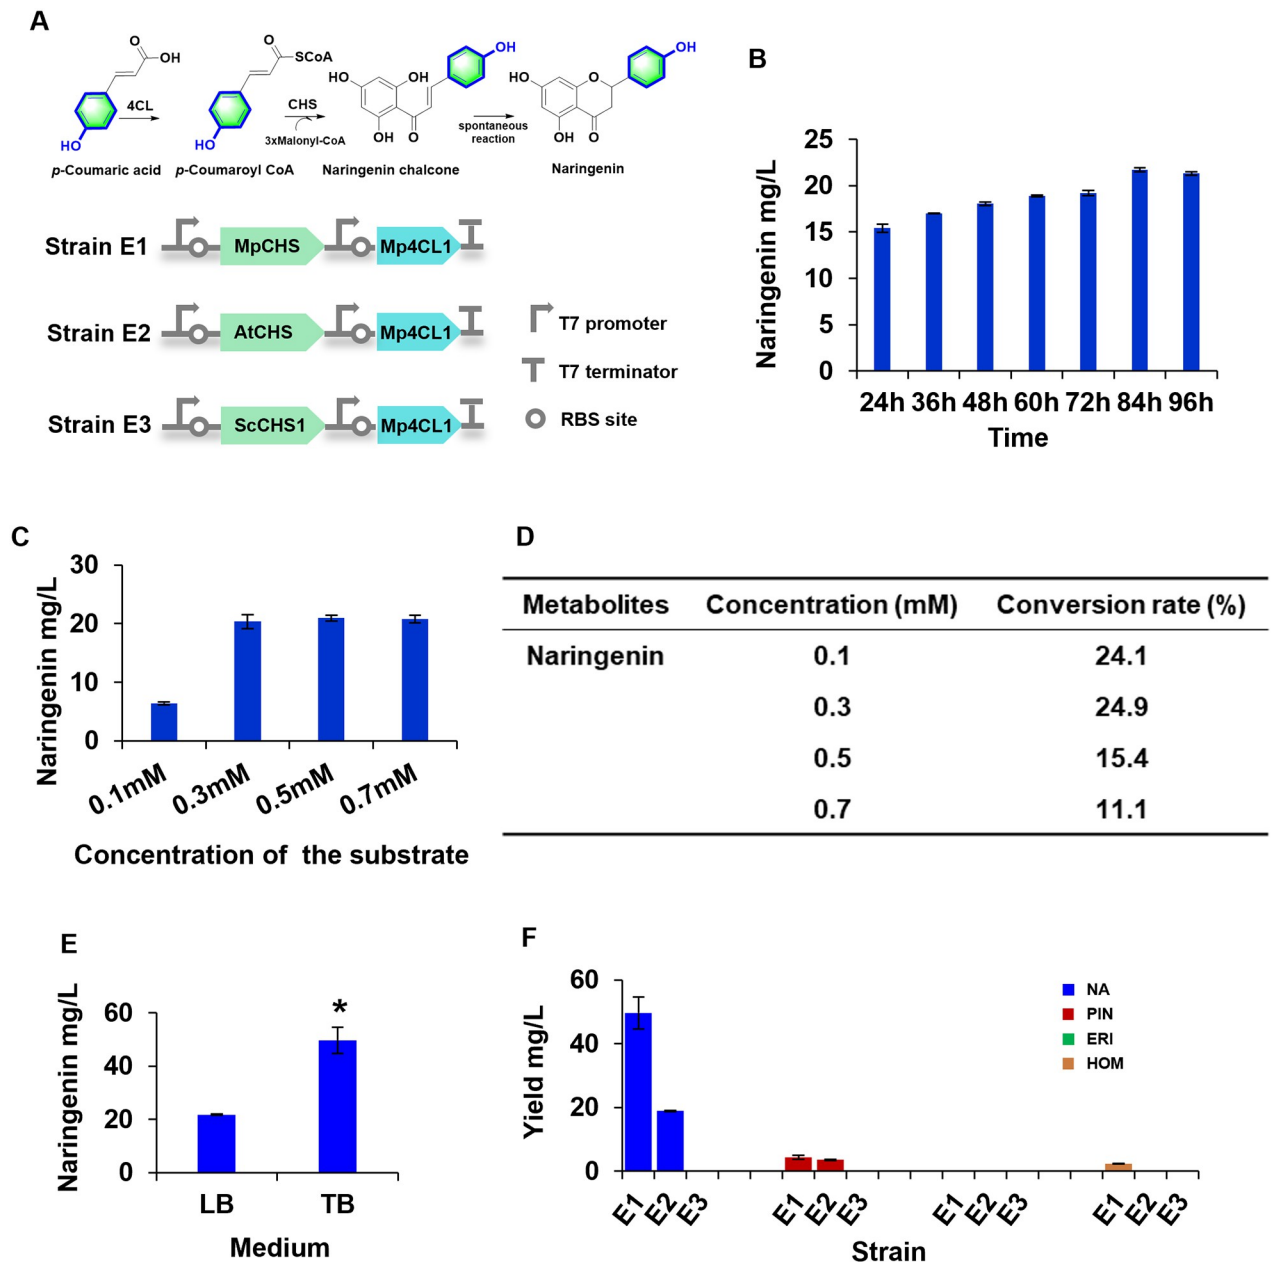 A
O
OH
HO
4CL
p-Coumaric acid
O
SCoA
HO
CHS
3xMalonyl-CoA
p-Coumaroyl CoA
OH
HO
OH
OH
O
Naringenin chalcone
spontaneous
reaction
OH
HO
O
OH
O
Naringenin
Strain E1
MpCHS
Mp4CL1
Strain E2
AtCHS
Mp4CL1
Strain E3
ScCHS1
Mp4CL1
T7 promoter
T7 terminator
RBS site
B
Naringenin mg/L
25
20
15
10
5
0
24h 36h 48h 60h 72h 84h 96h
Time
C
Naringenin mg/L
30
20
10
0
0.1mM 0.3mM 0.5mM 0.7mM
Concentration of the substrate
D
Metabolites Concentration (mM) Conversion rate (%)
Naringenin 0.1 24.1
0.3 24.9
0.5 15.4
0.7 11.1
E
Naringenin mg/L
60
40
20
0
*
LB TB
Medium
F
Yield mg/L
60
40
20
0
NA
PIN
ERI
HOM
E1 E2 E3 E1 E2 E3 E1 E2 E3 E1 E2 E3
Strain